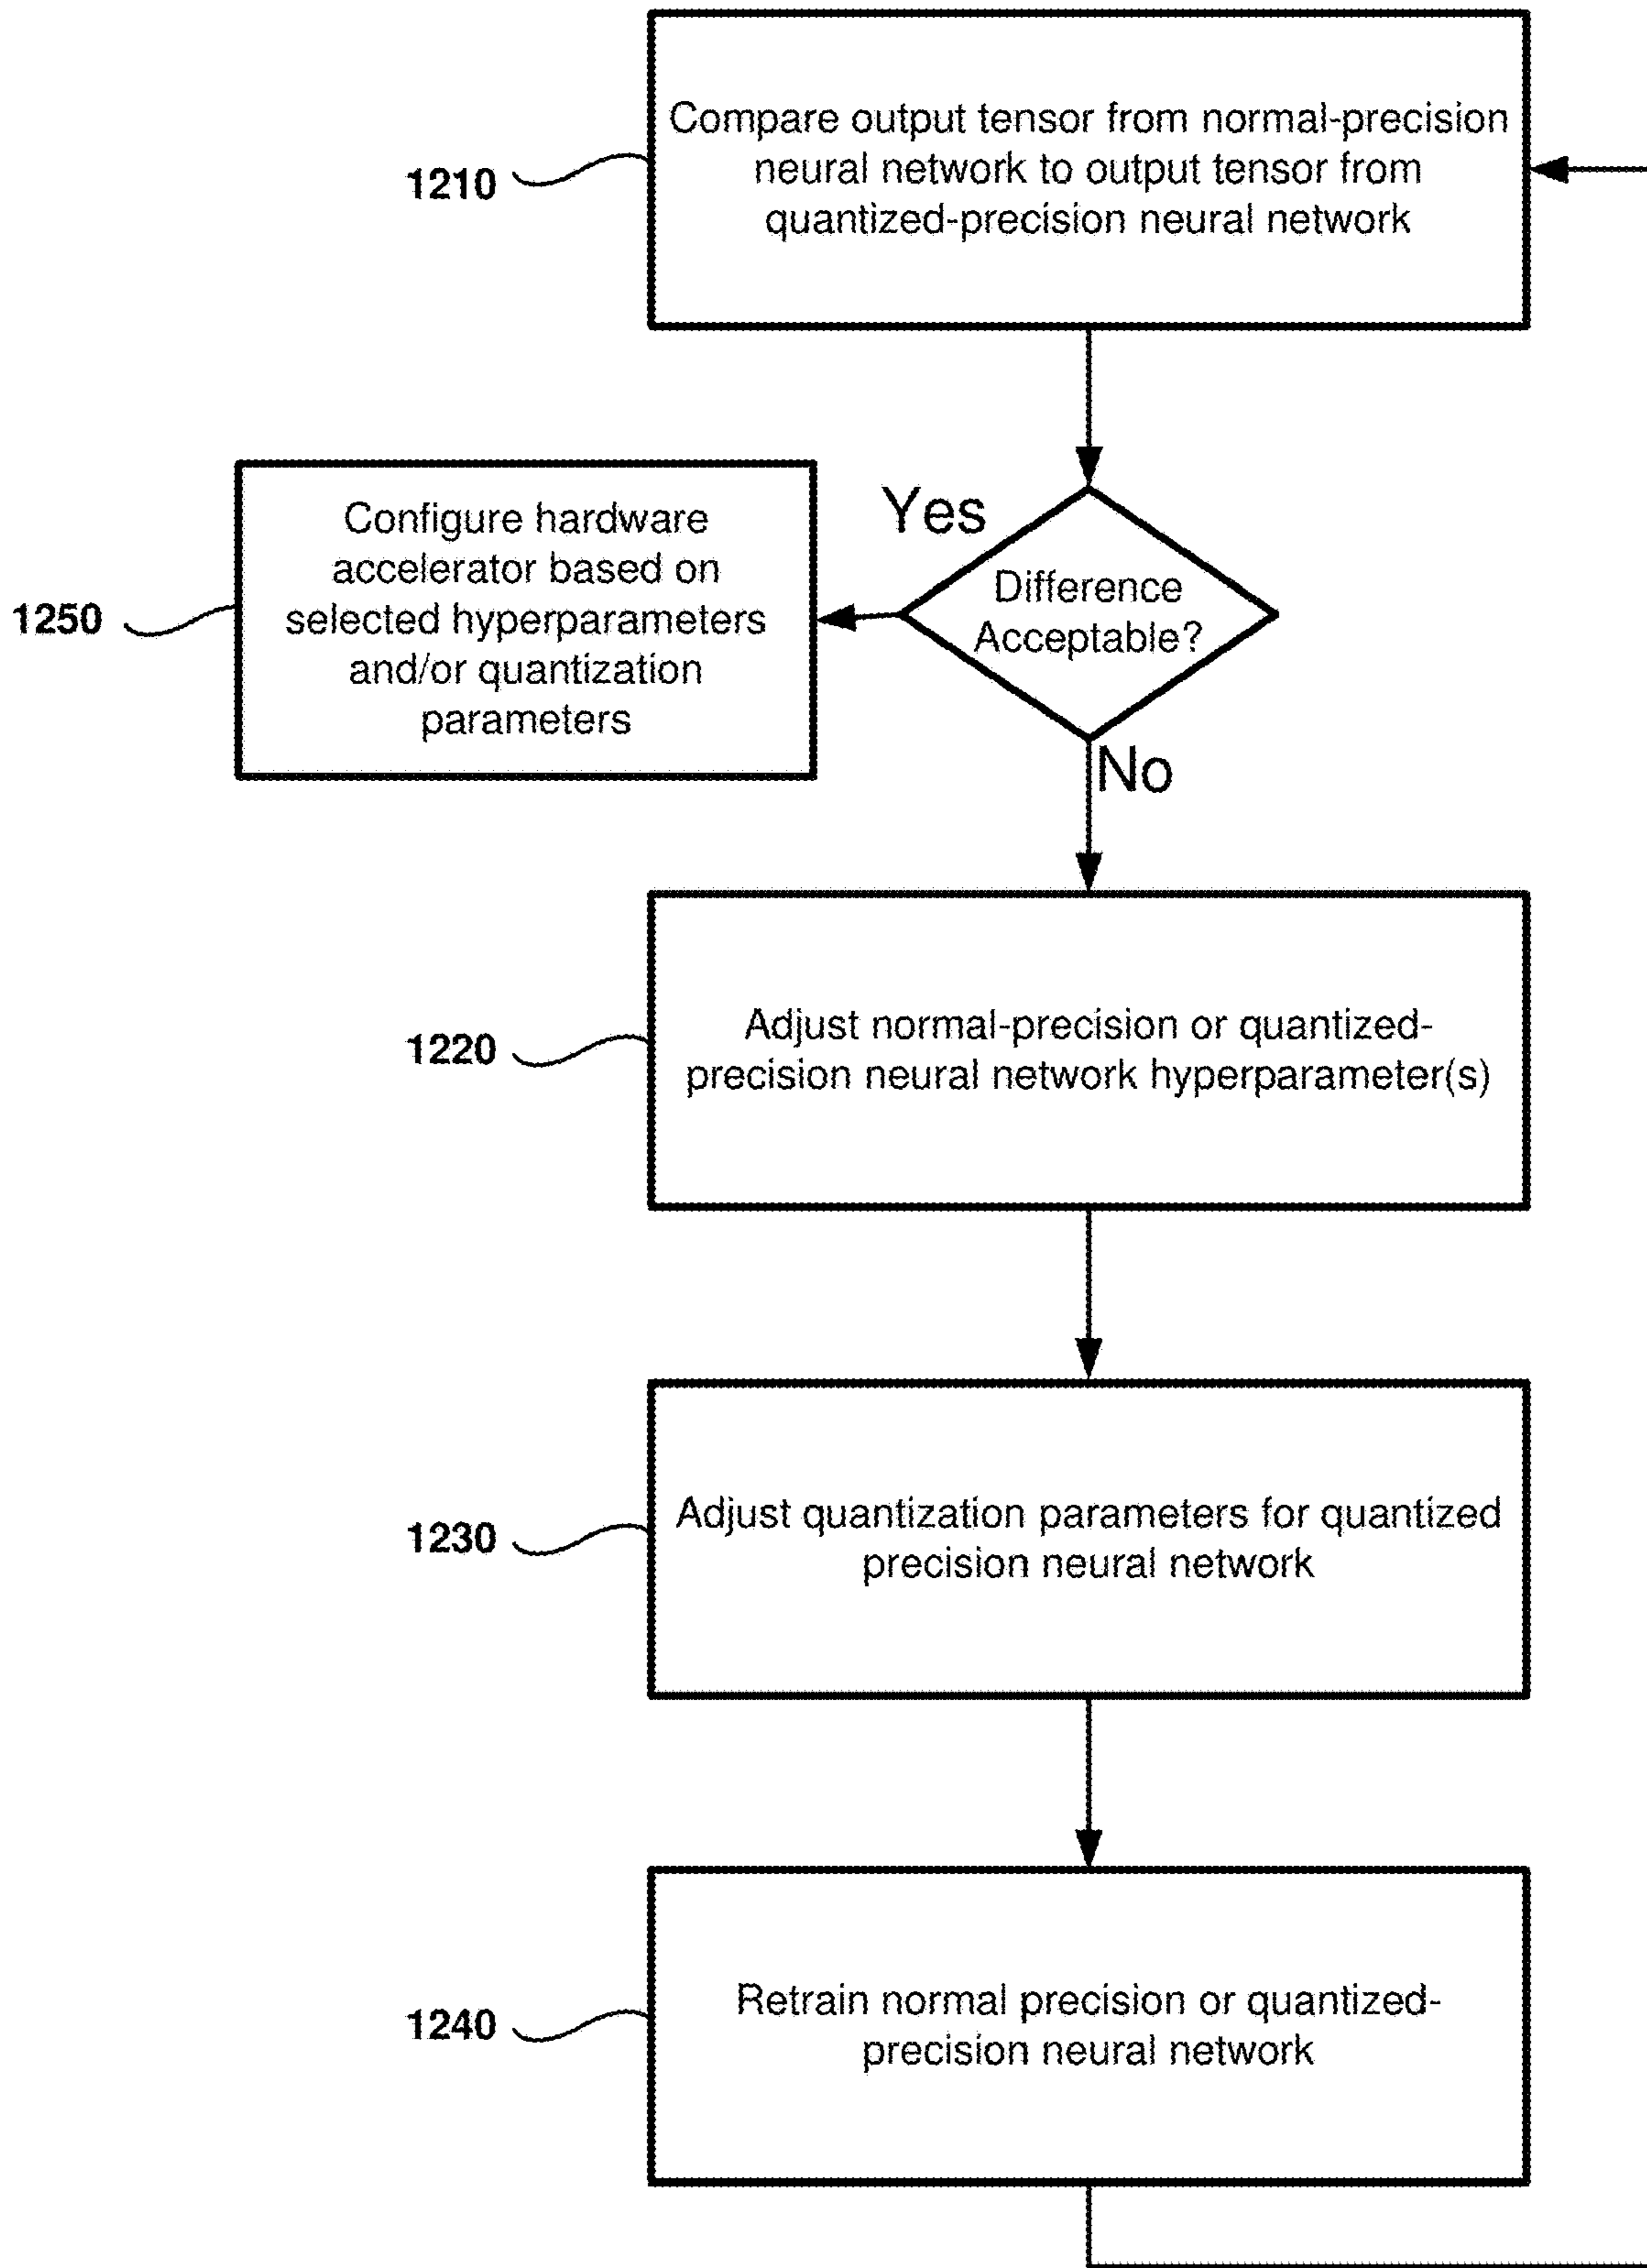 1210
Compare output tensor from normal-precision
neural network to output tensor from
quantized-precision neural network
Yes
Difference
Acceptable?
1250
Configure hardware
accelerator based on
selected hyperparameters
and/or quantization
parameters
No
1220
Adjust normal-precision or quantized-
precision neural network hyperparameter(s)
1230
Adjust quantization parameters for quantized
precision neural network
1240
Retrain normal precision or quantized-
precision neural network